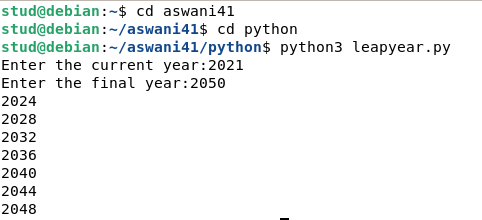 stud@debian:~$ cd aswani41
stud@debian:~/aswani41$ cd python
stud@debian:~/aswani41/python$ python3 leapyear.py
Enter the current year:2021
Enter the final year:2050
2024
2028
2032
2036
2040
2044
2048